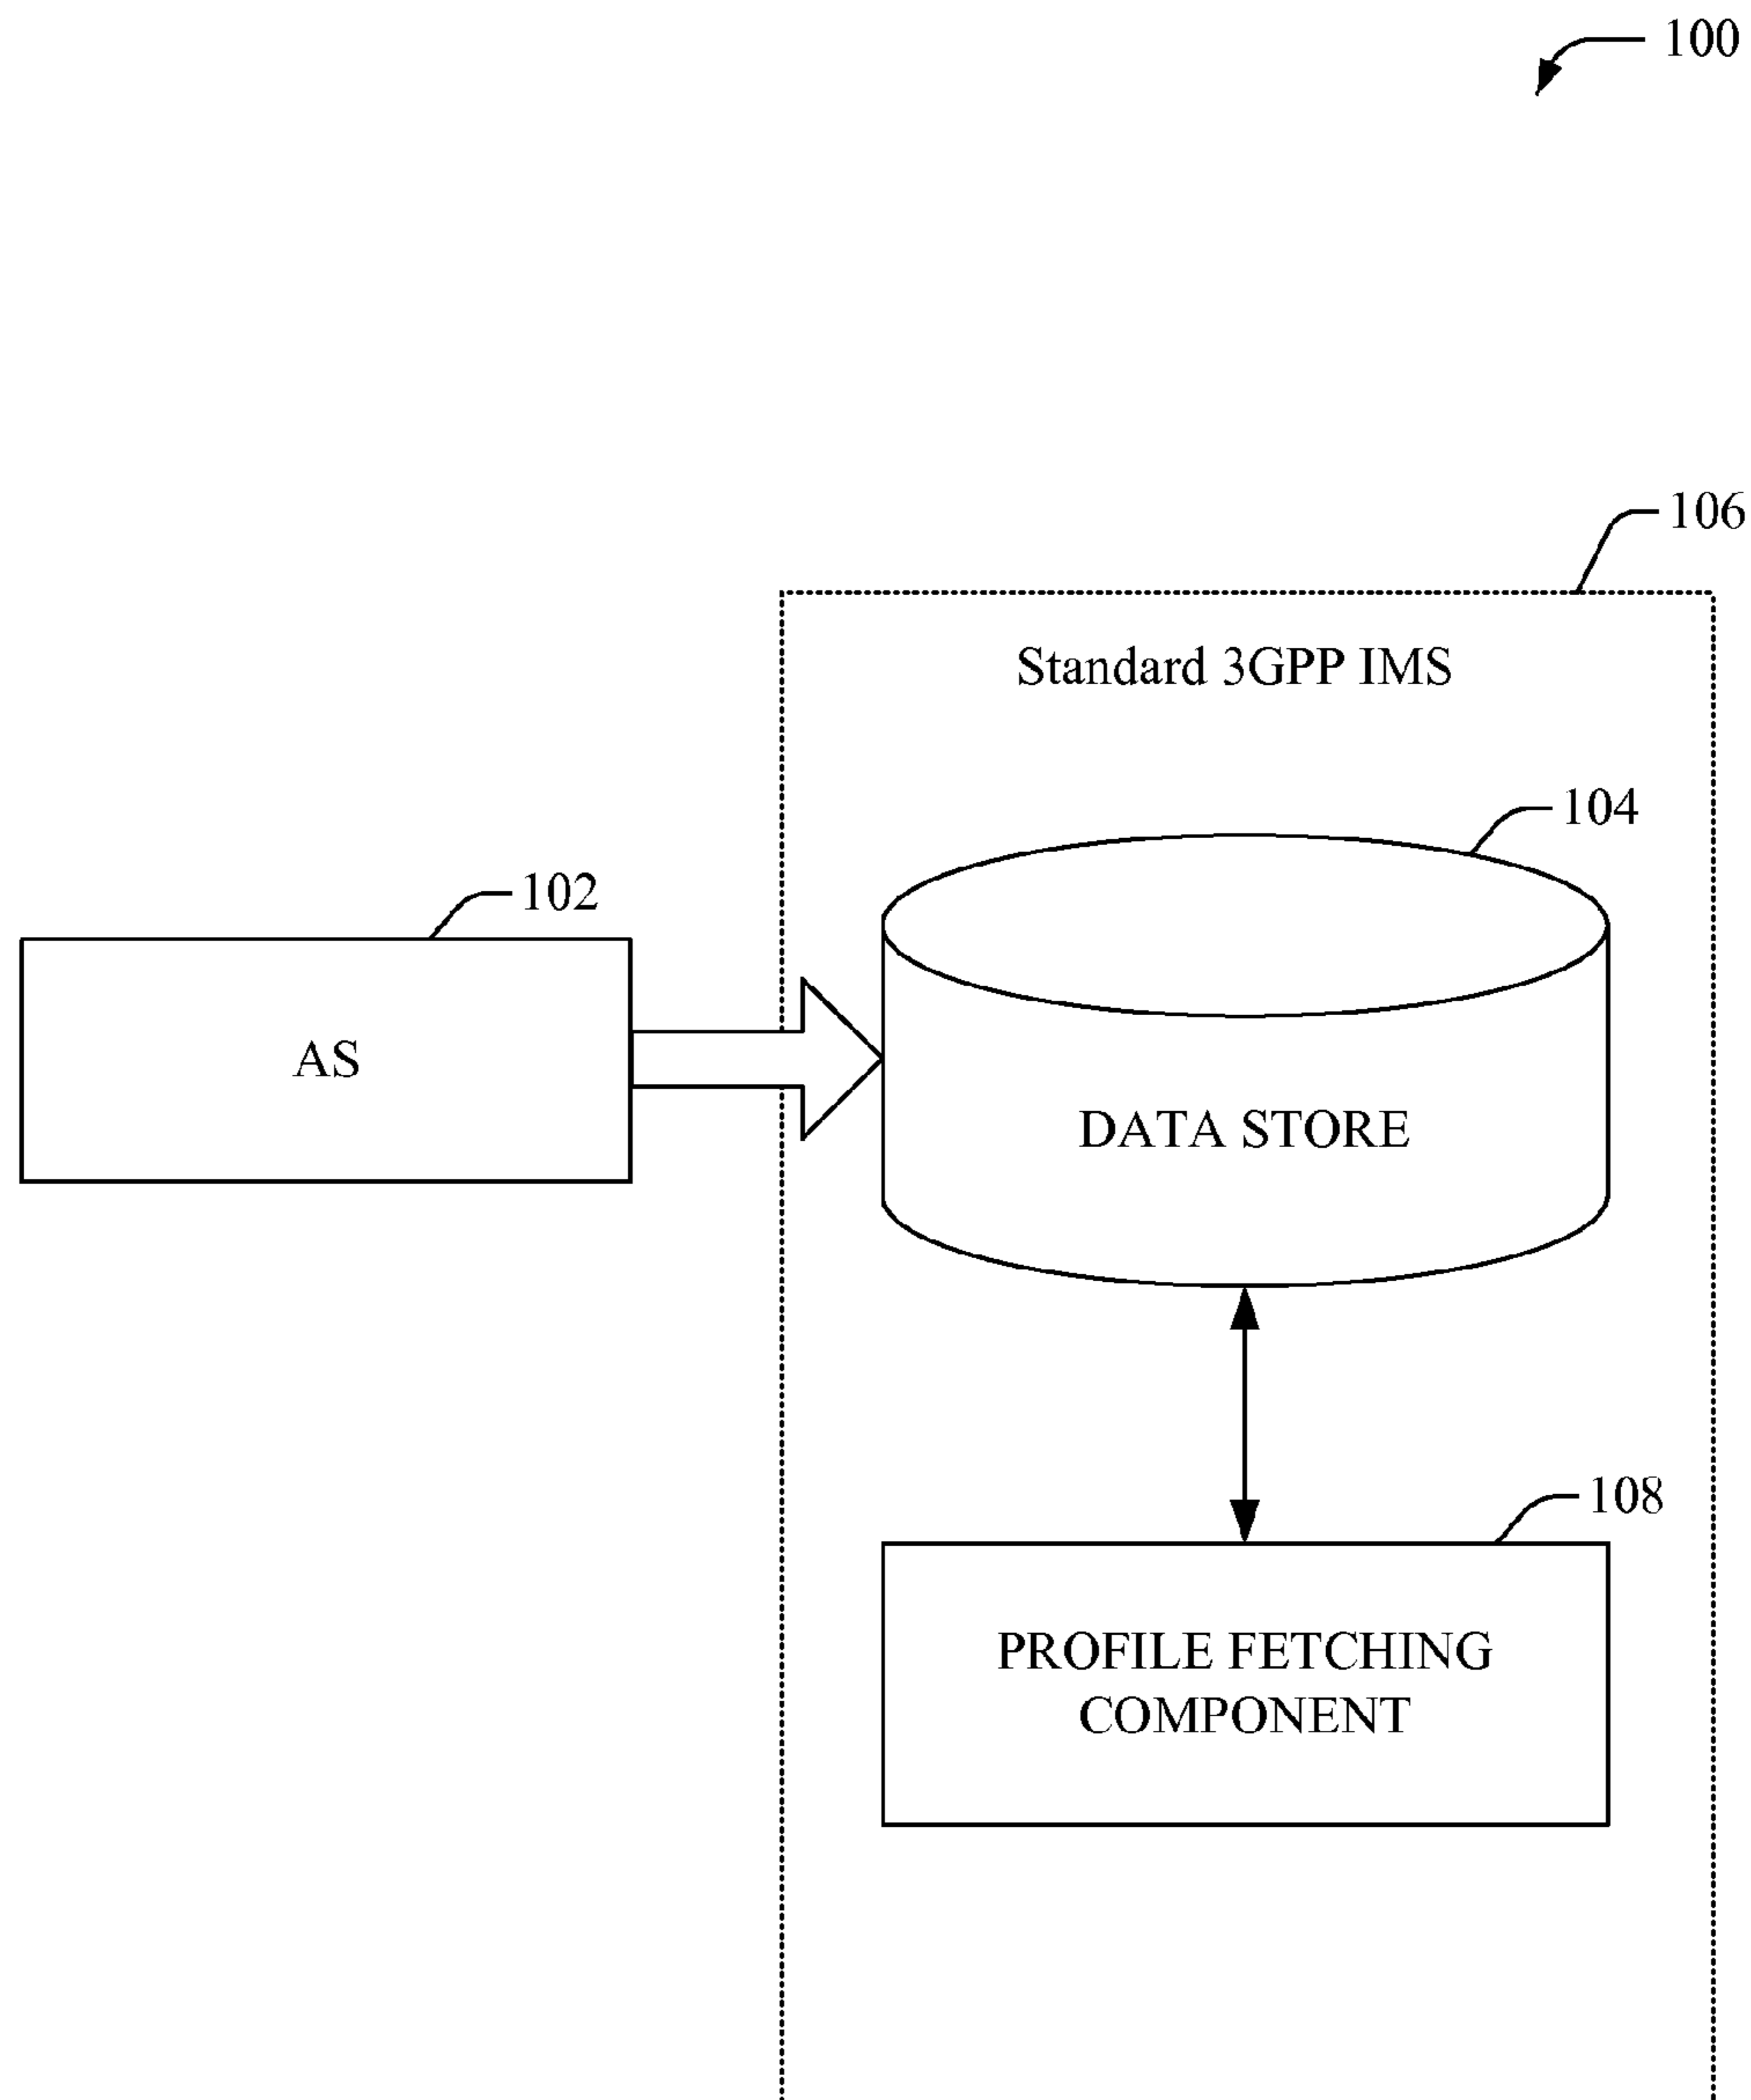 100
106
Standard 3GPP IMS
104
102
AS
DATA STORE
108
PROFILE FETCHING
COMPONENT